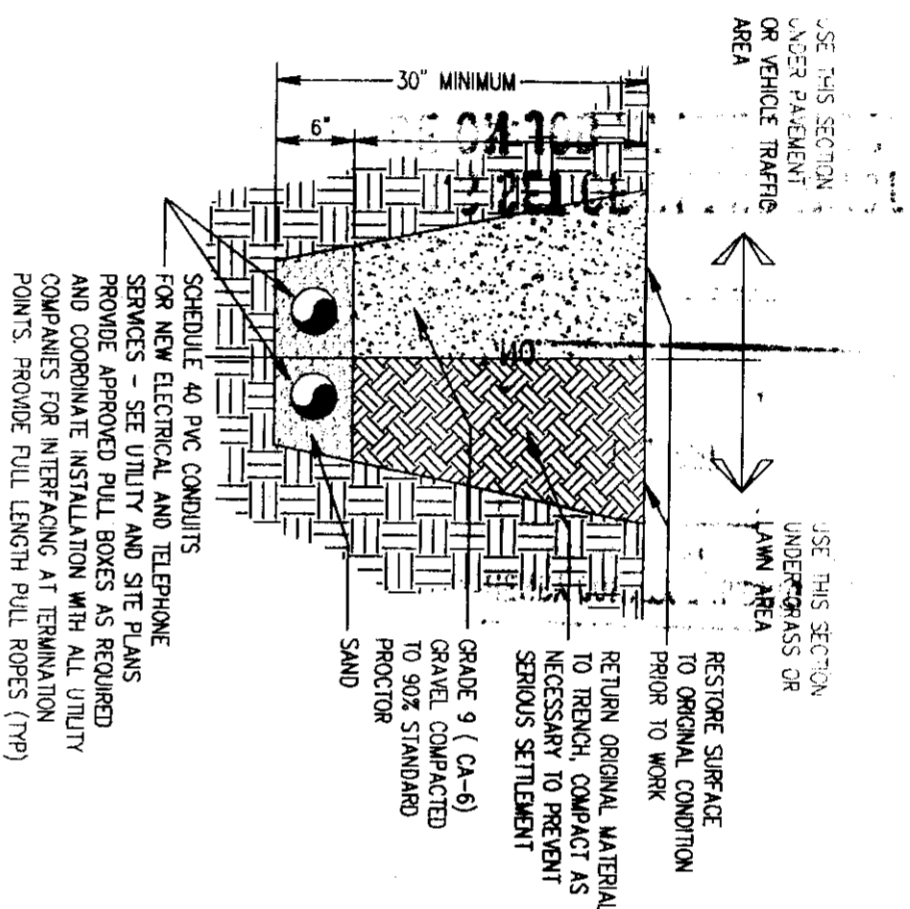 USE THIS SECTION
UNDER PAVEMENT
OR VEHICLE TRAFFIC
AREA
USE THIS SECTION
UNDER GRASS OR
LAWN AREA
30" MINIMUM
6"
RESTORE SURFACE
TO ORIGINAL CONDITION
PRIOR TO WORK
RETURN ORIGINAL MATERIAL
TO TRENCH, COMPACT AS
NECESSARY TO PREVENT
SERIOUS SETTLEMENT
GRADE 9 ( CA-6)
GRAVEL COMPACTED
TO 90% STANDARD
PROCTOR
SAND
SCHEDULE 40 PVC CONDUITS
FOR NEW ELECTRICAL AND TELEPHONE
SERVICES - SEE UTILITY AND SITE PLANS
PROVIDE APPROVED PULL BOXES AS REQUIRED
AND COORDINATE INSTALLATION WITH ALL UTILITY
COMPANIES FOR INTERFACING AT TERMINATION
POINTS. PROVIDE FULL LENGTH PULL ROPES (TYP)